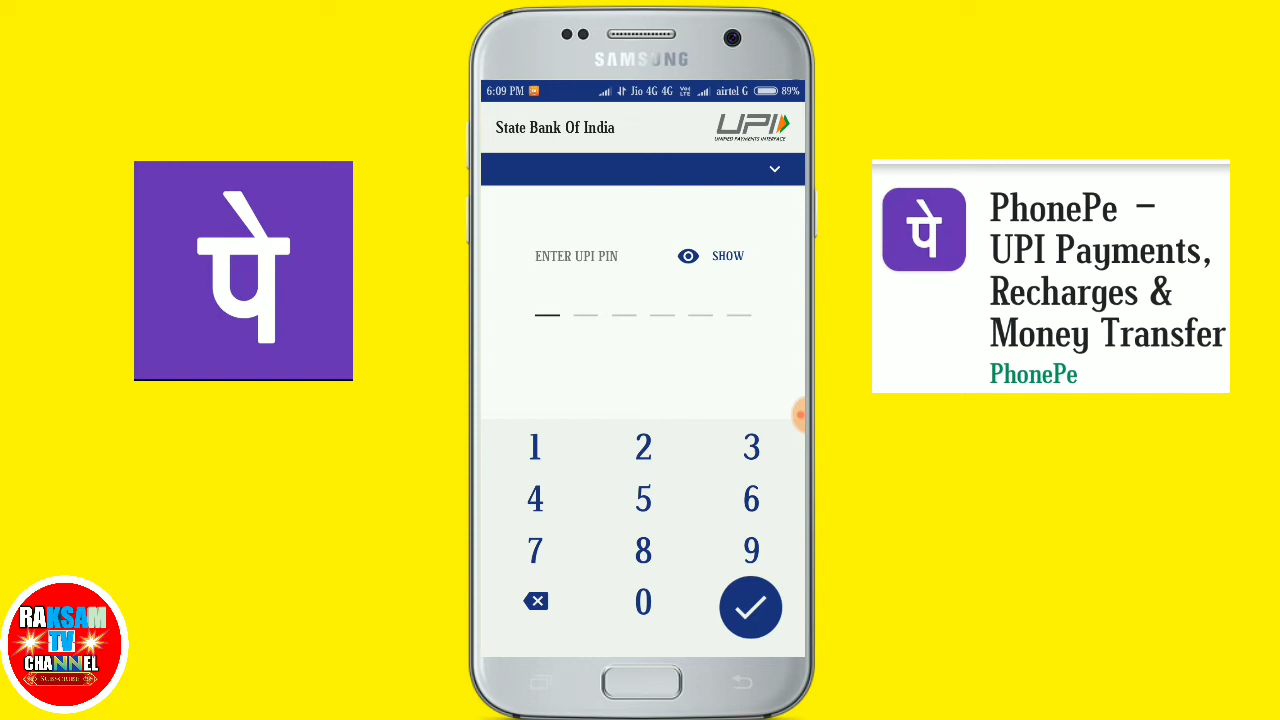 पे
SAMSUNG
6:09 PM Jio 4G 4G VoLTE airtel G 89%
State Bank Of India
UPI
UNIFIED PAYMENTS INTERFACE
ENTER UPI PIN SHOW
1 2 3
4 5 6
7 8 9
0
पे
PhonePe –
UPI Payments,
Recharges &
Money Transfer
PhonePe
RAKSAM
TV
CHANNEL
SUBSCRIBE